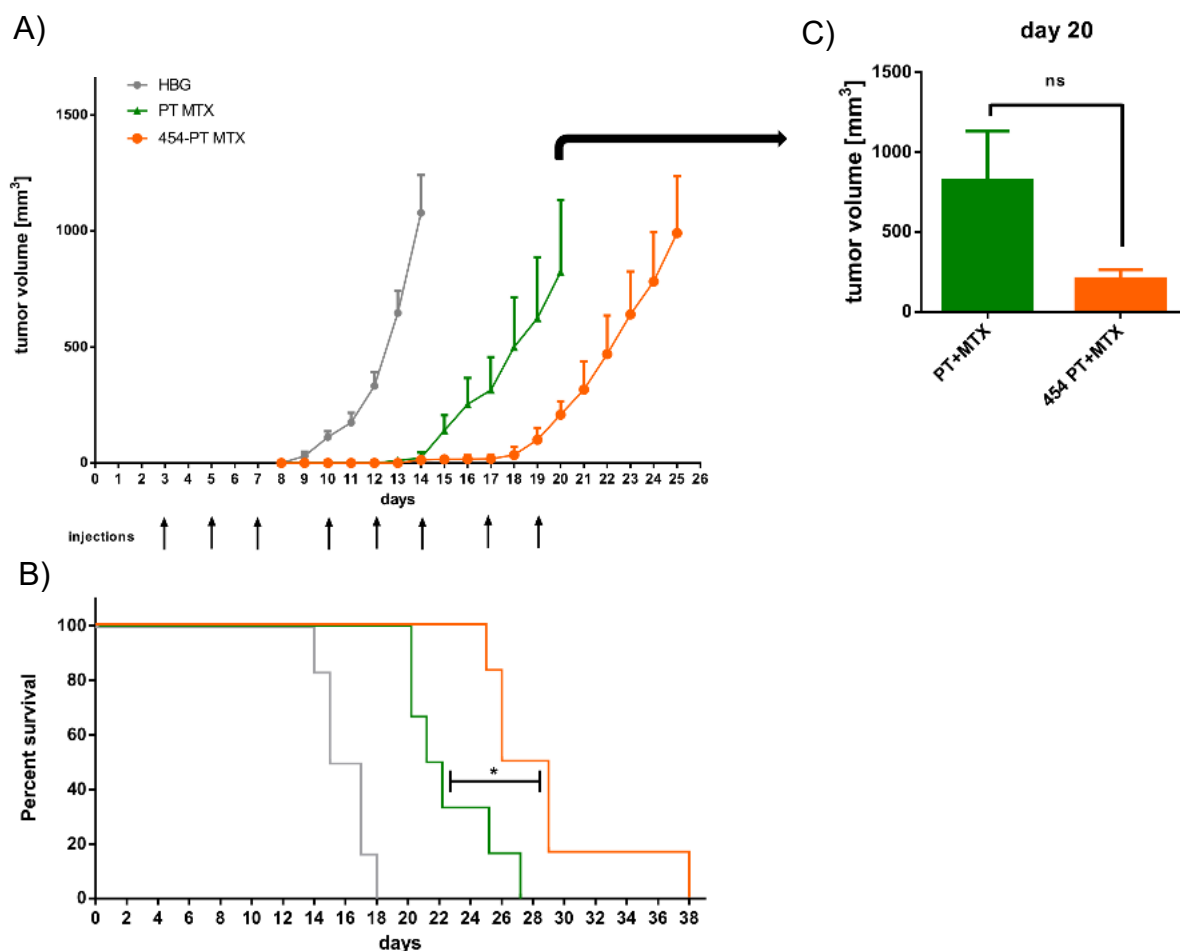 A)
HBG
PT MTX
454-PT MTX
tumor volume [mm³]
1500
1000
500
0
0 1 2 3 4 5 6 7 8 9 10 11 12 13 14 15 16 17 18 19 20 21 22 23 24 25 26
days
injections
C)
day 20
tumor volume [mm³]
1500
1000
500
0
ns
PT+MTX
454 PT+MTX
B)
Percent survival
100
80
60
40
20
0
*
0 2 4 6 8 10 12 14 16 18 20 22 24 26 28 30 32 34 36 38
days